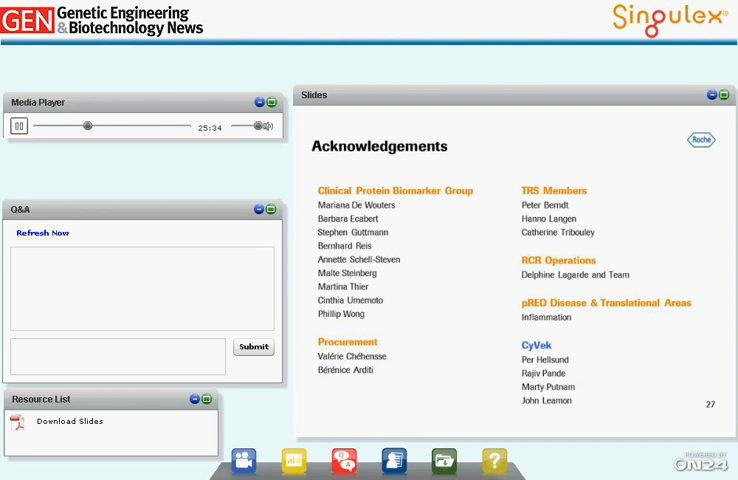 GEN Genetic Engineering
&Biotechnology News
Singulex®
Media Player
25:34
Q&A
Refresh Now
Submit
Resource List
Download Slides
Slides
Acknowledgements
Roche
Clinical Protein Biomarker Group
Mariana De Wouters
Barbara Ecabert
Stephen Guttmann
Bernhard Reis
Annette Schell-Steven
Malte Steinberg
Martina Thier
Cinthia Umemoto
Phillip Wong
Procurement
Valérie Chéhensse
Bérénice Arditi
TRS Members
Peter Berndt
Hanno Langen
Catherine Tribouley
RCR Operations
Delphine Lagarde and Team
pRED Disease & Translational Areas
Inflammation
CyVek
Per Hellsund
Rajiv Pande
Marty Putnam
John Leamon
27
Q
A
?
POWERED BY
ON24